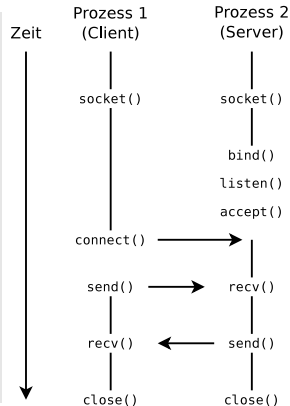 Zeit
Prozess 1
(Client)
Prozess 2
(Server)
socket()
socket()
bind()
listen()
accept()
connect()
send()
recv()
recv()
send()
close()
close()